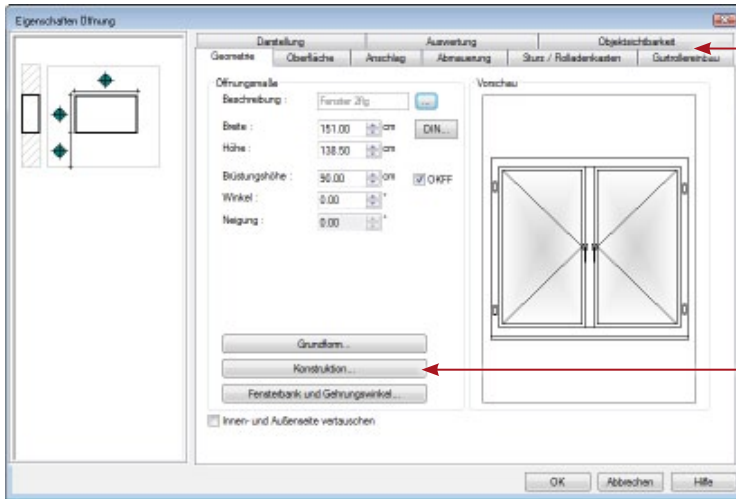 Eigenschaften Öffnung
Darstellung Auswertung Objektsichtbarkeit
Geometrie Oberfläche Anschlag Abmauerung Sturz / Rolladenkasten Gurtrollereinbau
Öffnungsmaße Vorschau
Beschreibung : Fenster 2flg ...
Breite : 151.00 cm DIN...
Höhe : 138.50 cm
Brüstungshöhe : 90.00 cm OKFF
Winkel : 0.00 °
Neigung : 0.00 °
Grundform...
Konstruktion...
Fensterbank und Gehrungswinkel...
Innen- und Außenseite vertauschen
OK Abbrechen Hilfe